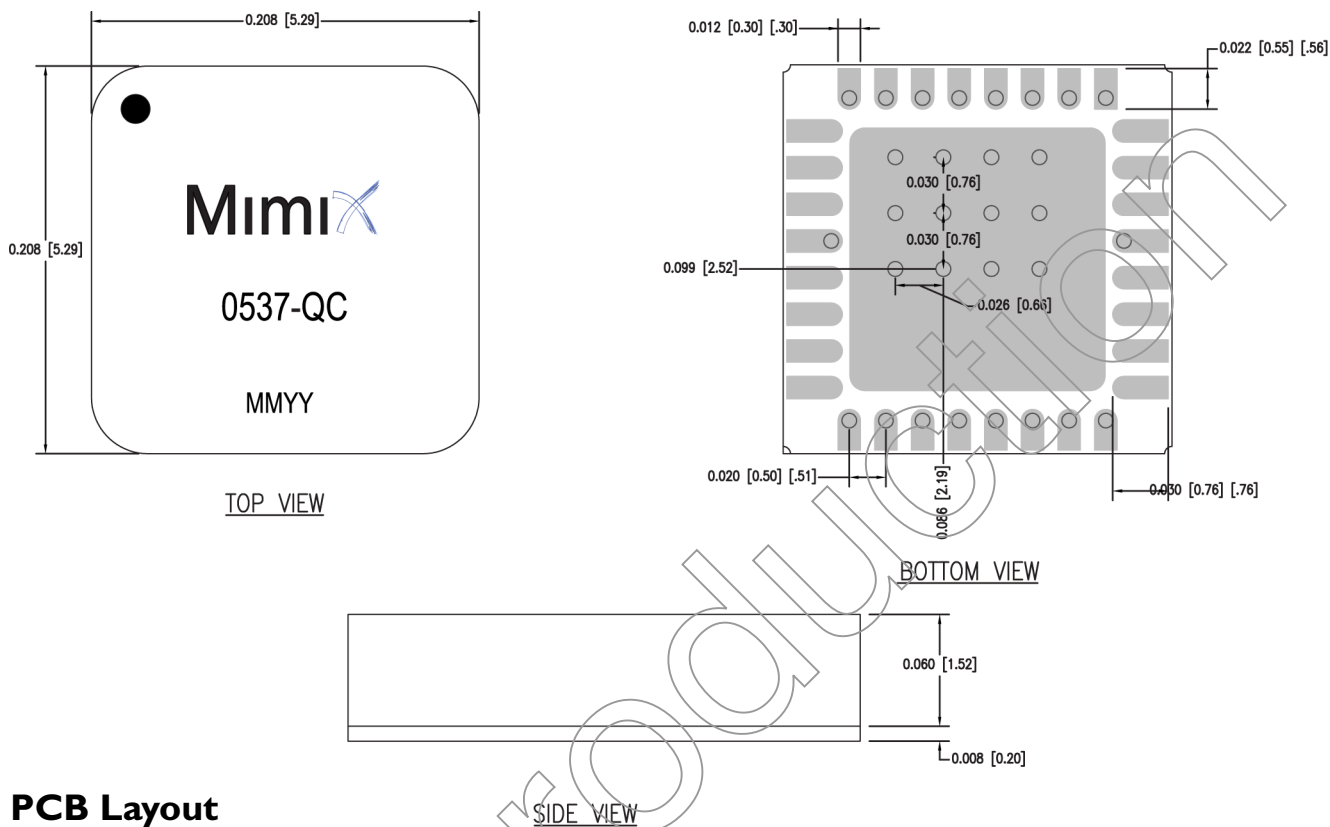 0.208 [5.29]
0.208 [5.29]
MimiX
0537-QC
MMYY
TOP VIEW
0.012 [0.30] [.30]
0.022 [0.55] [.56]
0.030 [0.76]
0.030 [0.76]
0.099 [2.52]
0.026 [0.66]
0.020 [0.50] [.51]
0.086 [2.19]
0.030 [0.76] [.76]
BOTTOM VIEW
0.060 [1.52]
0.008 [0.20]
SIDE VIEW
PCB Layout
roduction